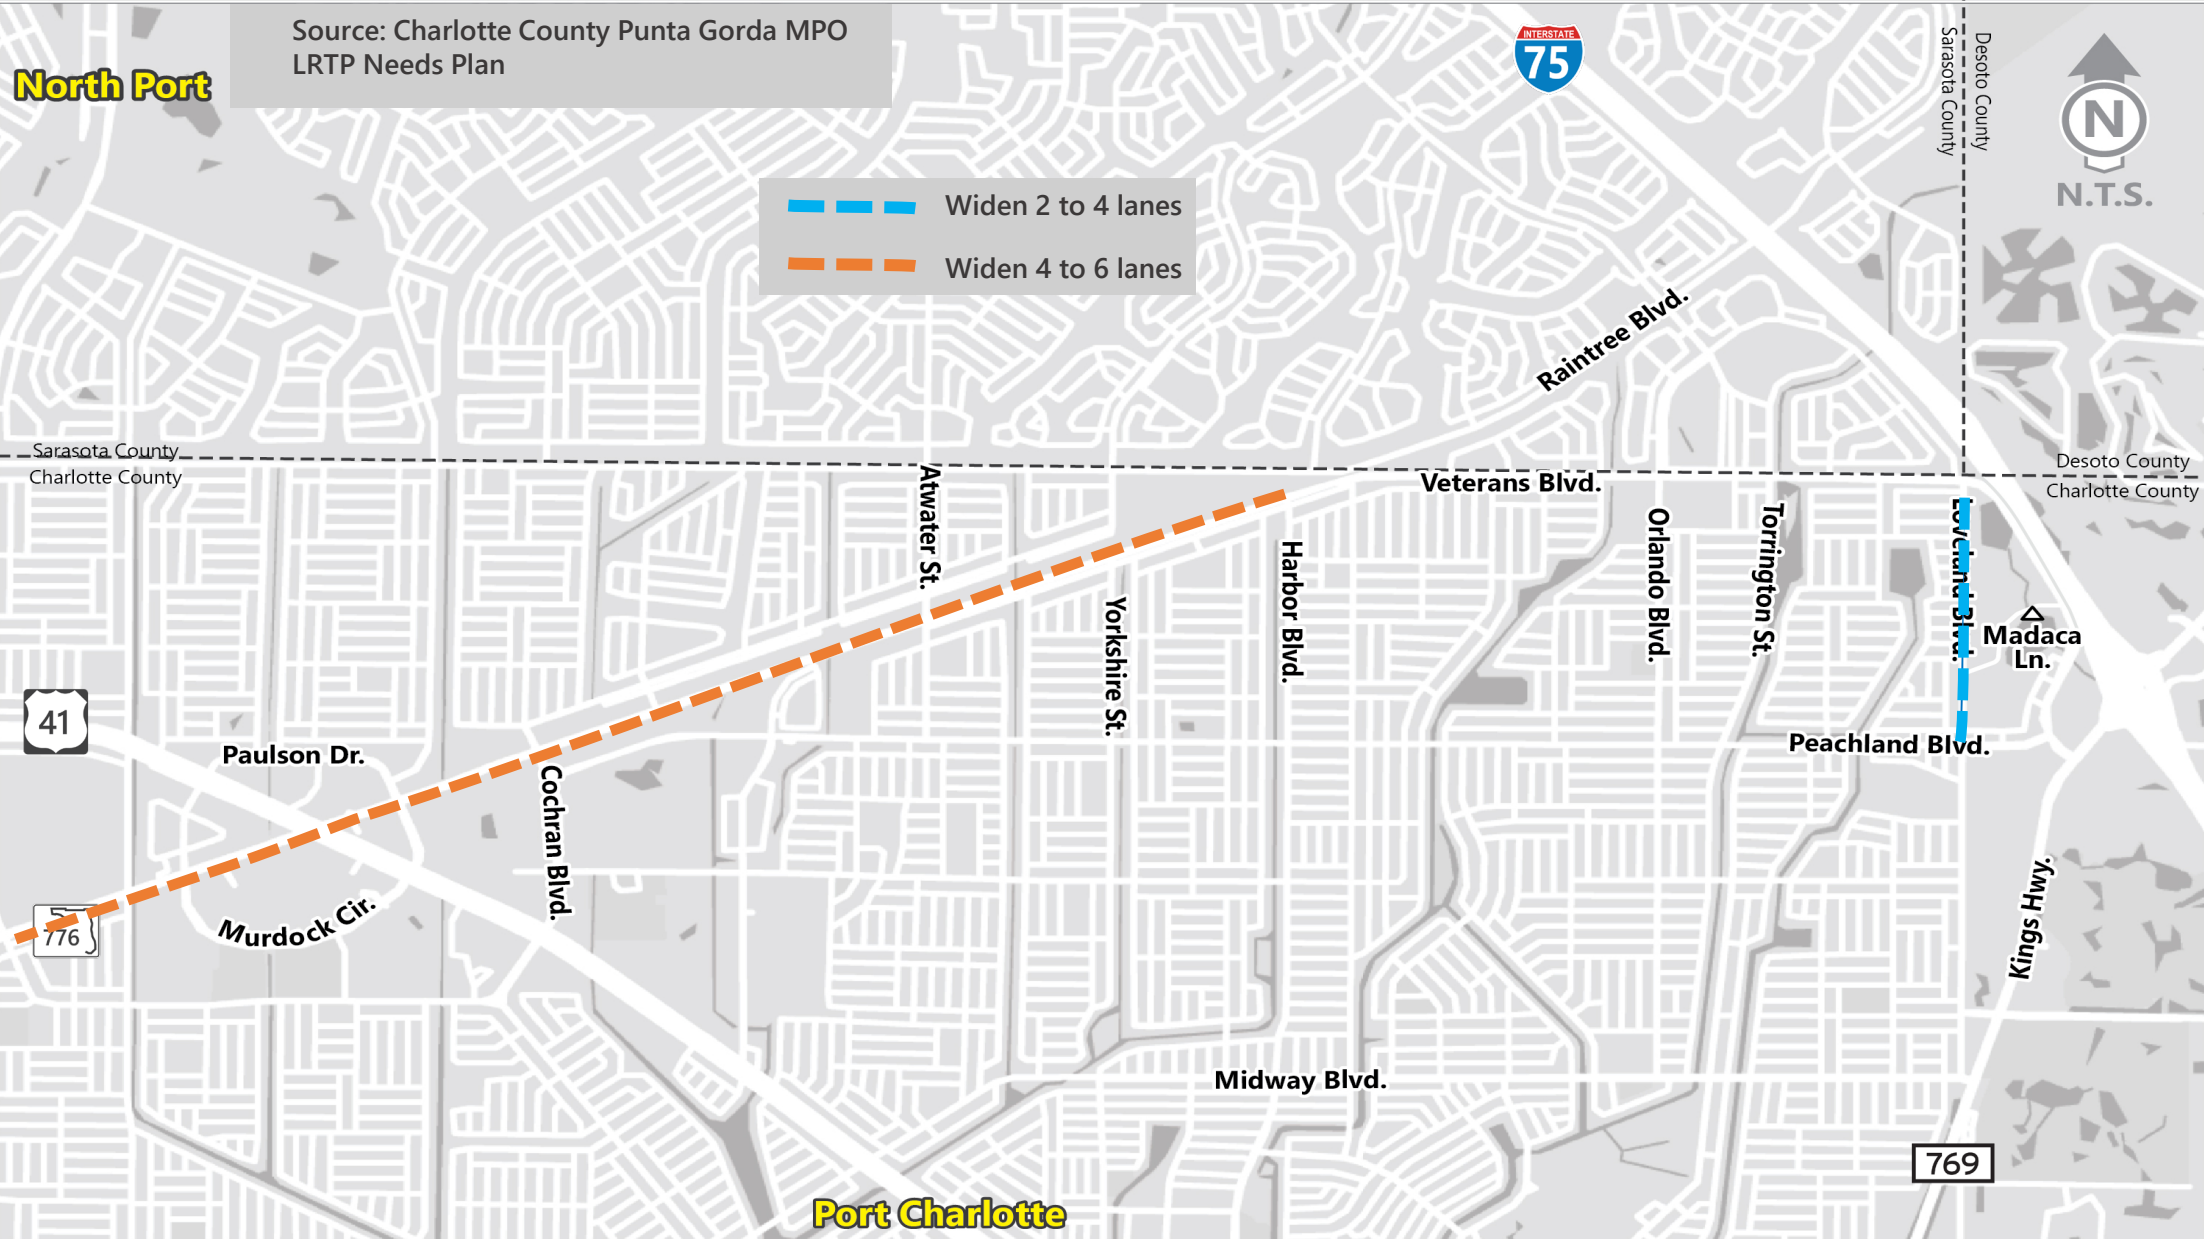 Source: Charlotte County Punta Gorda MPO
LRTP Needs Plan
North Port
INTERSTATE
75
Sarasota County
Desoto County
N
N.T.S.
Widen 2 to 4 lanes
Widen 4 to 6 lanes
Raintree Blvd.
Sarasota County
Charlotte County
Desoto County
Charlotte County
Veterans Blvd.
Atwater St.
Yorkshire St.
Harbor Blvd.
Orlando Blvd.
Torrington St.
Loveland Blvd.
Madaca
Ln.
41
Paulson Dr.
Peachland Blvd.
Cochran Blvd.
776
Murdock Cir.
Kings Hwy.
Midway Blvd.
769
Port Charlotte